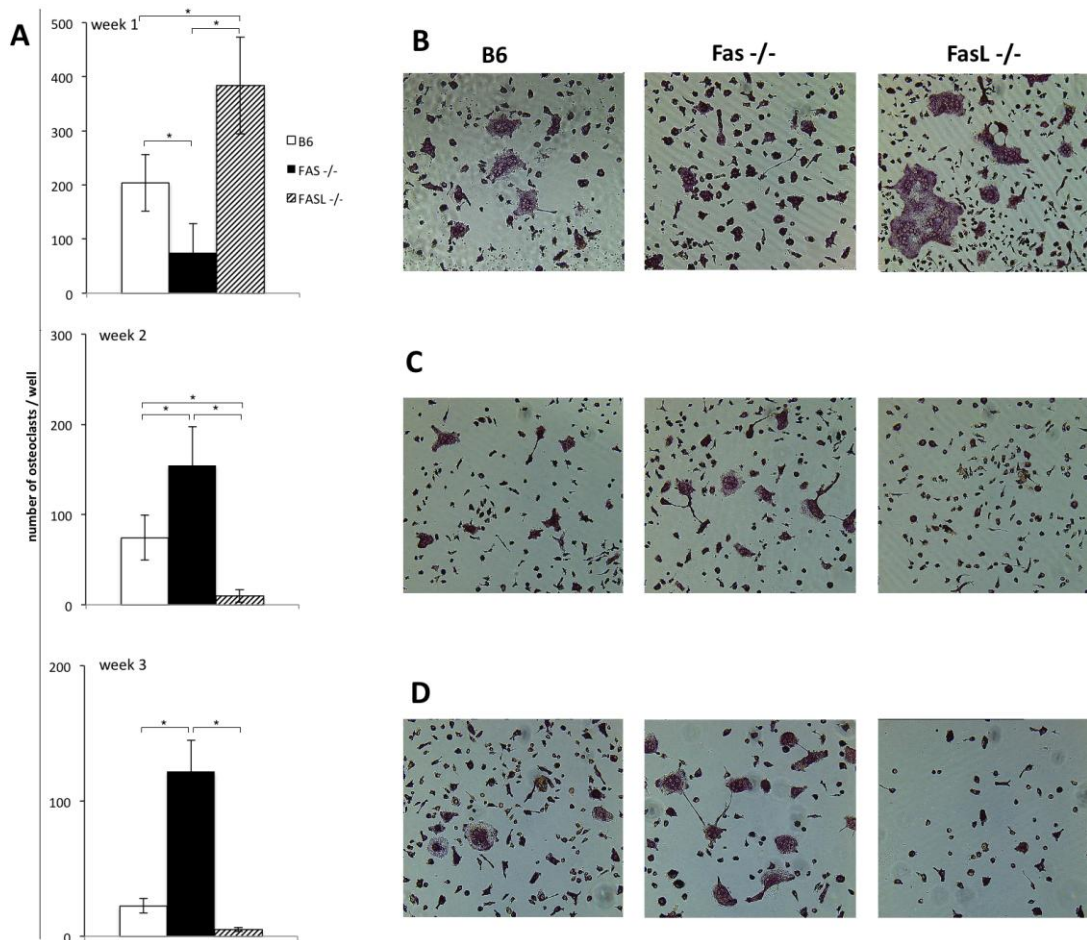 A
number of osteoclasts / well
week 1
*
*
*
500
400
300
200
100
0
B6
FAS -/-
FASL -/-
week 2
*
*
*
300
200
100
0
week 3
*
*
200
100
0
B
B6
Fas -/-
FasL -/-
C
D